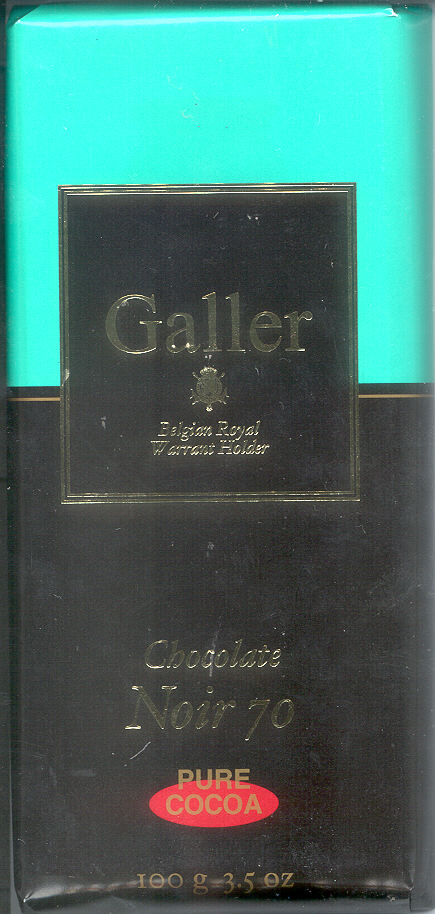 Galler
Belgian Royal
Warrant Holder
Chocolate
Noir 70
PURE
COCOA
100 g 3.5 oz